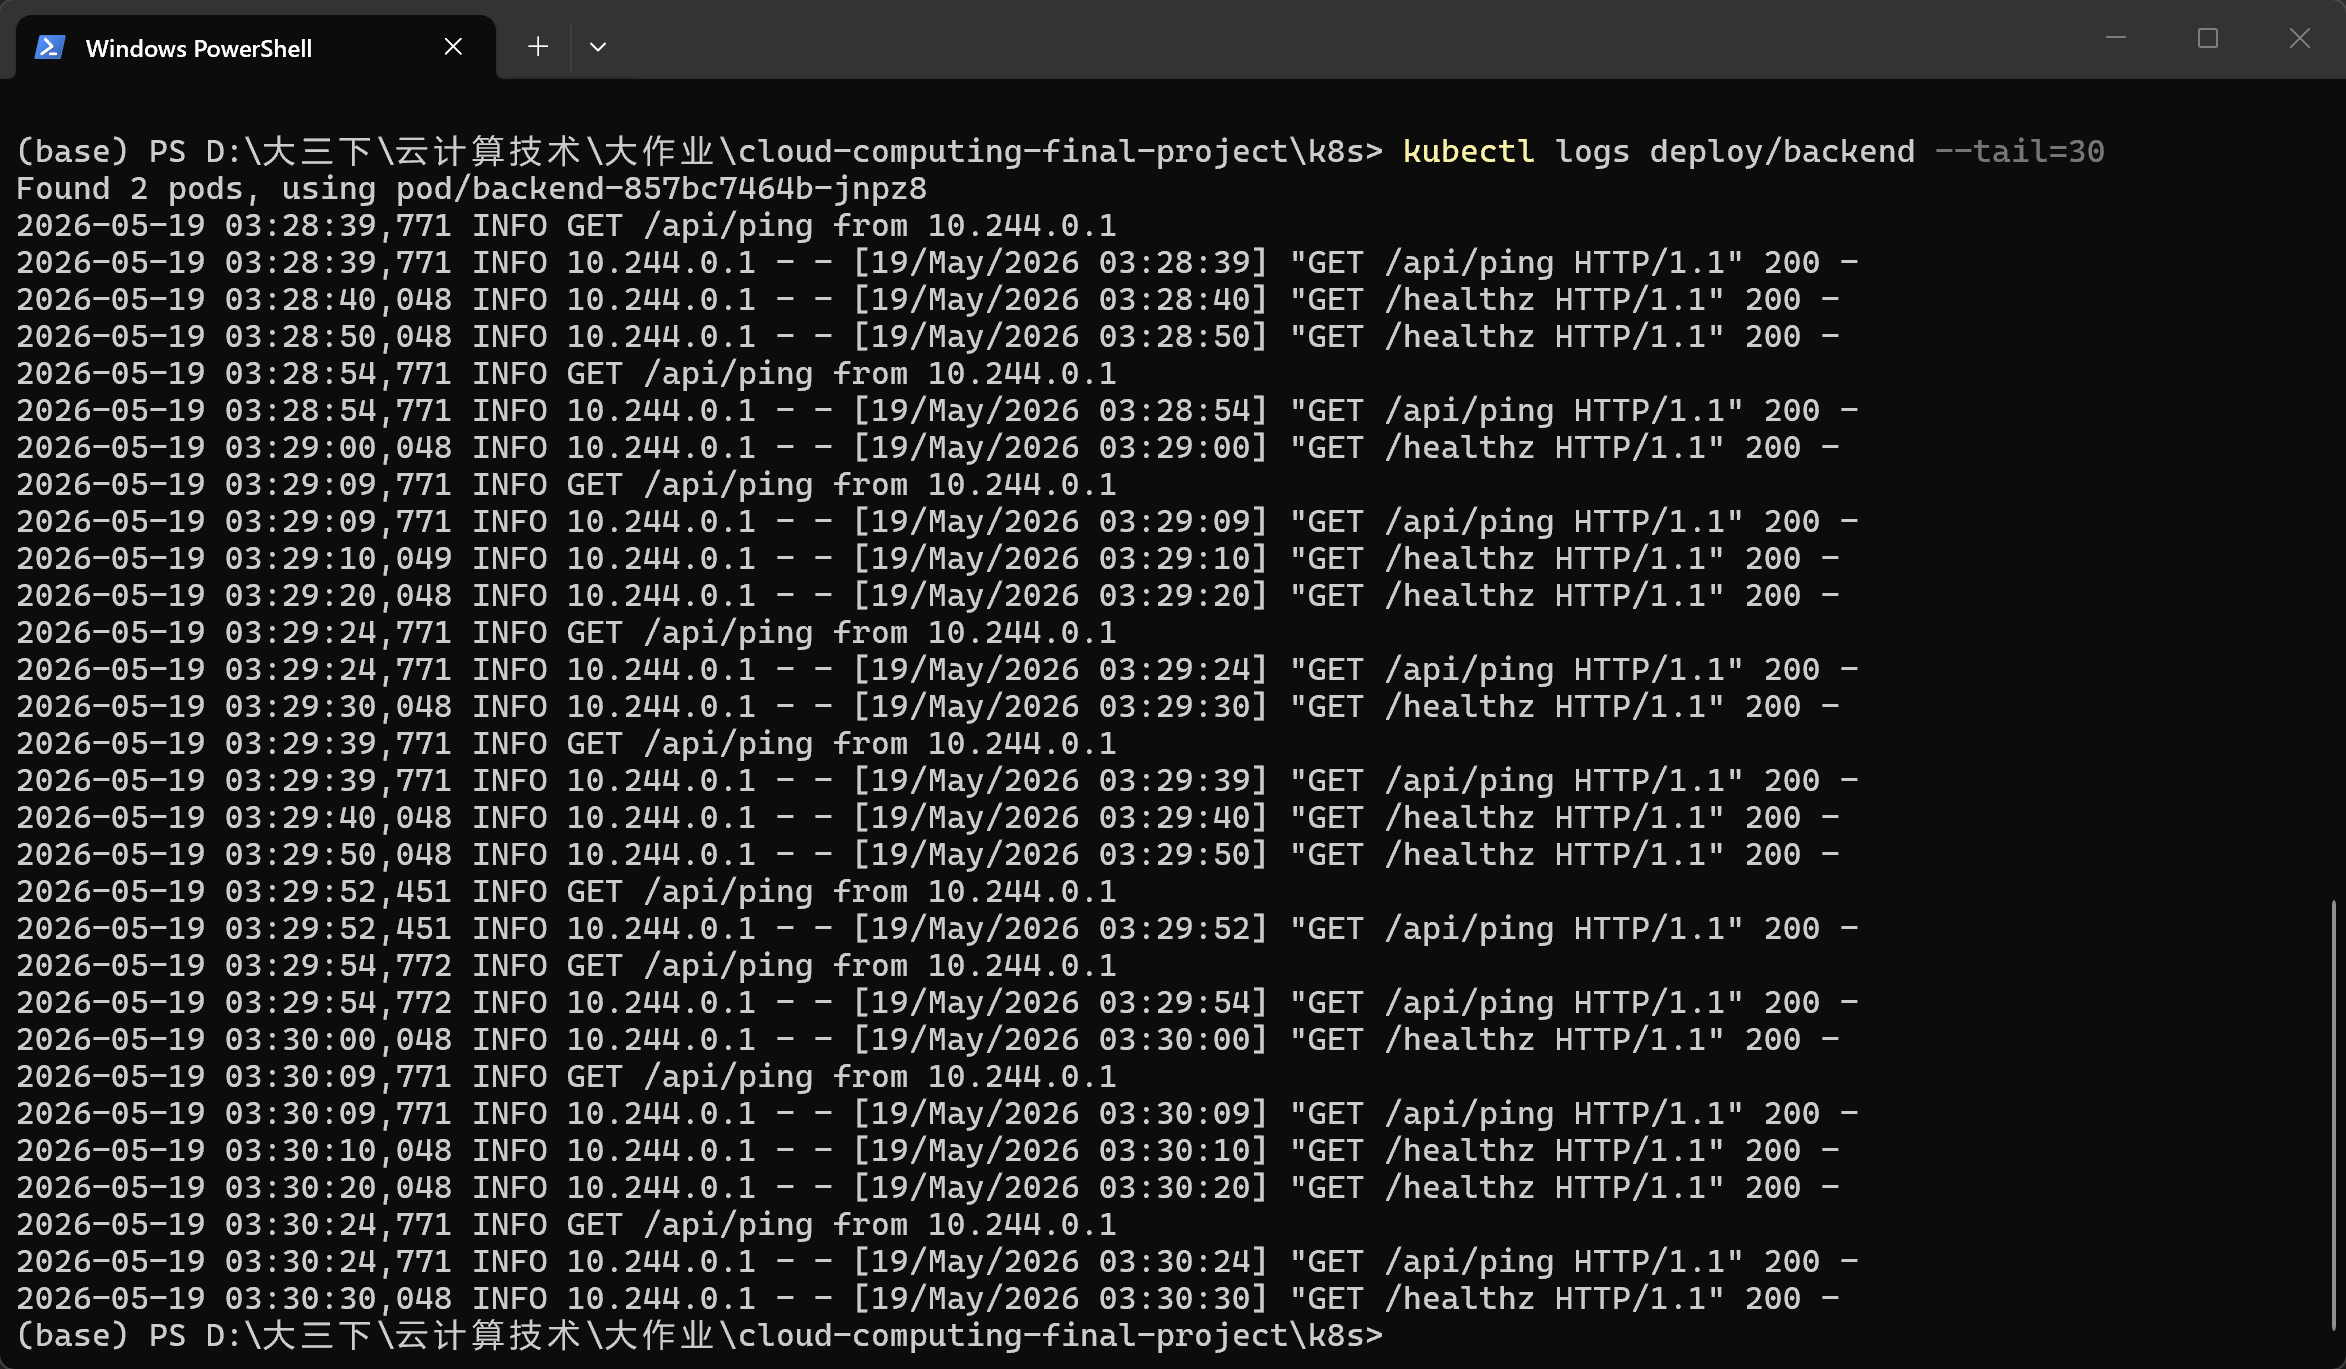 Windows PowerShell
(base) PS D:\大三下\云计算技术\大作业\cloud-computing-final-project\k8s> kubectl logs deploy/backend --tail=30
Found 2 pods, using pod/backend-857bc7464b-jnpz8
2026-05-19 03:28:39,771 INFO GET /api/ping from 10.244.0.1
2026-05-19 03:28:39,771 INFO 10.244.0.1 - - [19/May/2026 03:28:39] "GET /api/ping HTTP/1.1" 200 -
2026-05-19 03:28:40,048 INFO 10.244.0.1 - - [19/May/2026 03:28:40] "GET /healthz HTTP/1.1" 200 -
2026-05-19 03:28:50,048 INFO 10.244.0.1 - - [19/May/2026 03:28:50] "GET /healthz HTTP/1.1" 200 -
2026-05-19 03:28:54,771 INFO GET /api/ping from 10.244.0.1
2026-05-19 03:28:54,771 INFO 10.244.0.1 - - [19/May/2026 03:28:54] "GET /api/ping HTTP/1.1" 200 -
2026-05-19 03:29:00,048 INFO 10.244.0.1 - - [19/May/2026 03:29:00] "GET /healthz HTTP/1.1" 200 -
2026-05-19 03:29:09,771 INFO GET /api/ping from 10.244.0.1
2026-05-19 03:29:09,771 INFO 10.244.0.1 - - [19/May/2026 03:29:09] "GET /api/ping HTTP/1.1" 200 -
2026-05-19 03:29:10,049 INFO 10.244.0.1 - - [19/May/2026 03:29:10] "GET /healthz HTTP/1.1" 200 -
2026-05-19 03:29:20,048 INFO 10.244.0.1 - - [19/May/2026 03:29:20] "GET /healthz HTTP/1.1" 200 -
2026-05-19 03:29:24,771 INFO GET /api/ping from 10.244.0.1
2026-05-19 03:29:24,771 INFO 10.244.0.1 - - [19/May/2026 03:29:24] "GET /api/ping HTTP/1.1" 200 -
2026-05-19 03:29:30,048 INFO 10.244.0.1 - - [19/May/2026 03:29:30] "GET /healthz HTTP/1.1" 200 -
2026-05-19 03:29:39,771 INFO GET /api/ping from 10.244.0.1
2026-05-19 03:29:39,771 INFO 10.244.0.1 - - [19/May/2026 03:29:39] "GET /api/ping HTTP/1.1" 200 -
2026-05-19 03:29:40,048 INFO 10.244.0.1 - - [19/May/2026 03:29:40] "GET /healthz HTTP/1.1" 200 -
2026-05-19 03:29:50,048 INFO 10.244.0.1 - - [19/May/2026 03:29:50] "GET /healthz HTTP/1.1" 200 -
2026-05-19 03:29:52,451 INFO GET /api/ping from 10.244.0.1
2026-05-19 03:29:52,451 INFO 10.244.0.1 - - [19/May/2026 03:29:52] "GET /api/ping HTTP/1.1" 200 -
2026-05-19 03:29:54,772 INFO GET /api/ping from 10.244.0.1
2026-05-19 03:29:54,772 INFO 10.244.0.1 - - [19/May/2026 03:29:54] "GET /api/ping HTTP/1.1" 200 -
2026-05-19 03:30:00,048 INFO 10.244.0.1 - - [19/May/2026 03:30:00] "GET /healthz HTTP/1.1" 200 -
2026-05-19 03:30:09,771 INFO GET /api/ping from 10.244.0.1
2026-05-19 03:30:09,771 INFO 10.244.0.1 - - [19/May/2026 03:30:09] "GET /api/ping HTTP/1.1" 200 -
2026-05-19 03:30:10,048 INFO 10.244.0.1 - - [19/May/2026 03:30:10] "GET /healthz HTTP/1.1" 200 -
2026-05-19 03:30:20,048 INFO 10.244.0.1 - - [19/May/2026 03:30:20] "GET /healthz HTTP/1.1" 200 -
2026-05-19 03:30:24,771 INFO GET /api/ping from 10.244.0.1
2026-05-19 03:30:24,771 INFO 10.244.0.1 - - [19/May/2026 03:30:24] "GET /api/ping HTTP/1.1" 200 -
2026-05-19 03:30:30,048 INFO 10.244.0.1 - - [19/May/2026 03:30:30] "GET /healthz HTTP/1.1" 200 -
(base) PS D:\大三下\云计算技术\大作业\cloud-computing-final-project\k8s>